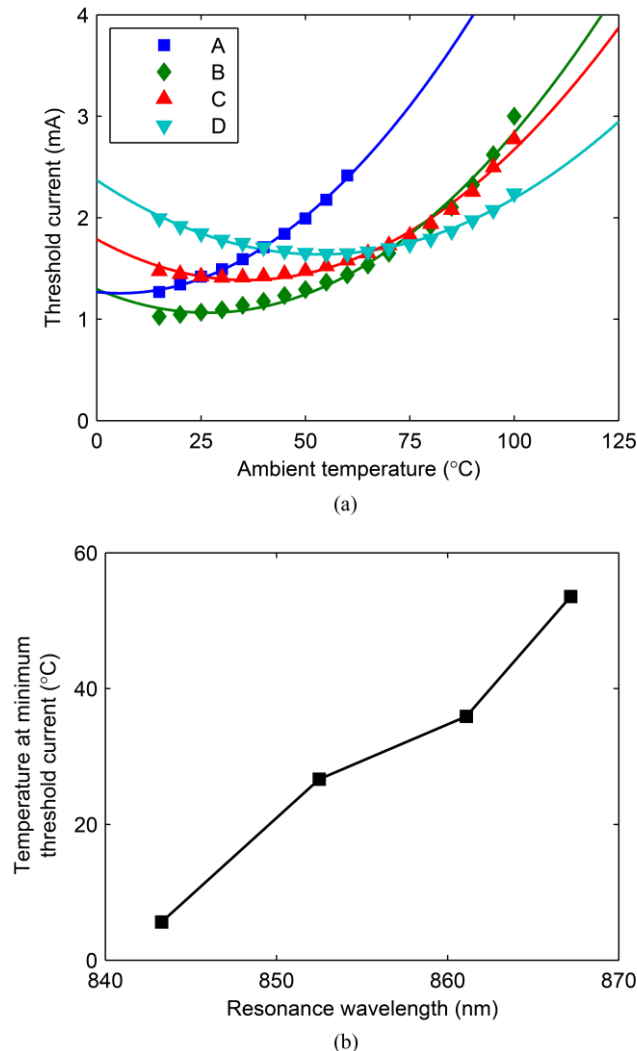 4
3
2
1
0
A
B
C
D
Threshold current (mA)
0 25 50 75 100 125
Ambient temperature (°C)
(a)
60
40
20
0
Temperature at minimum
threshold current (°C)
840 850 860 870
Resonance wavelength (nm)
(b)